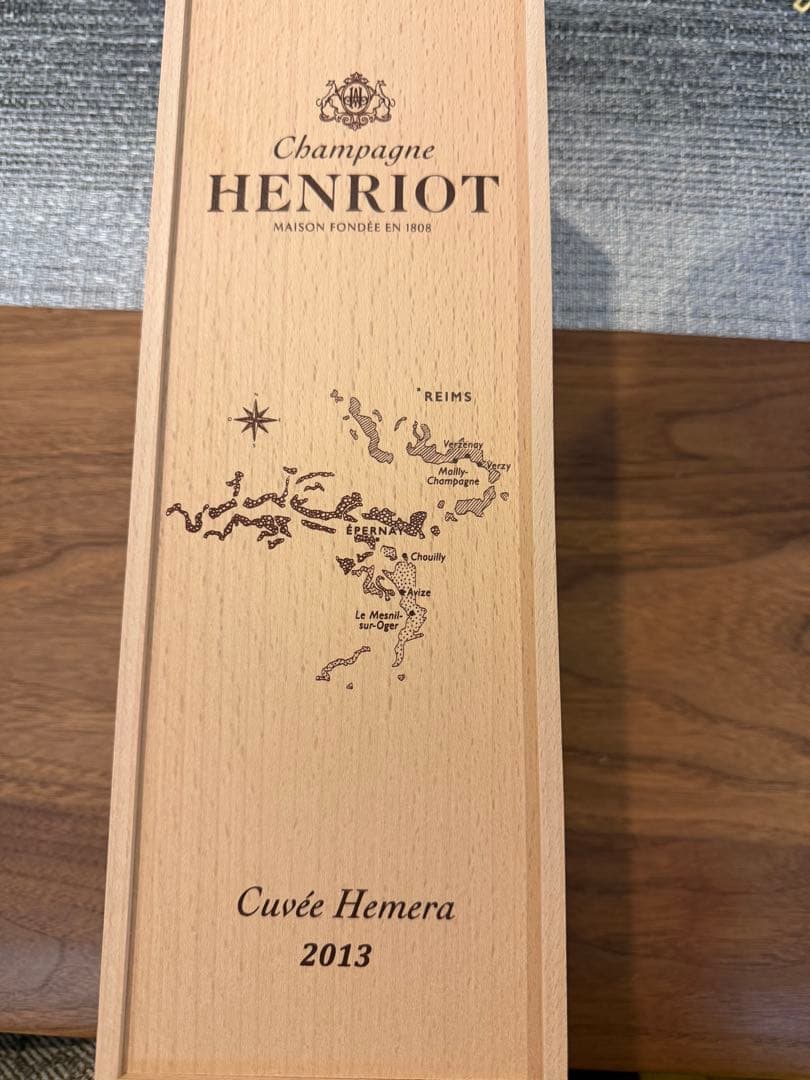 Champagne
HENRIOT
MAISON FONDÉE EN 1808
REIMS
Verzenay
Verzy
Mailly-
Champagne
ÉPERNAY
Chouilly
Avize
Le Mesnil-
sur-Oger
Cuvée Hemera
2013